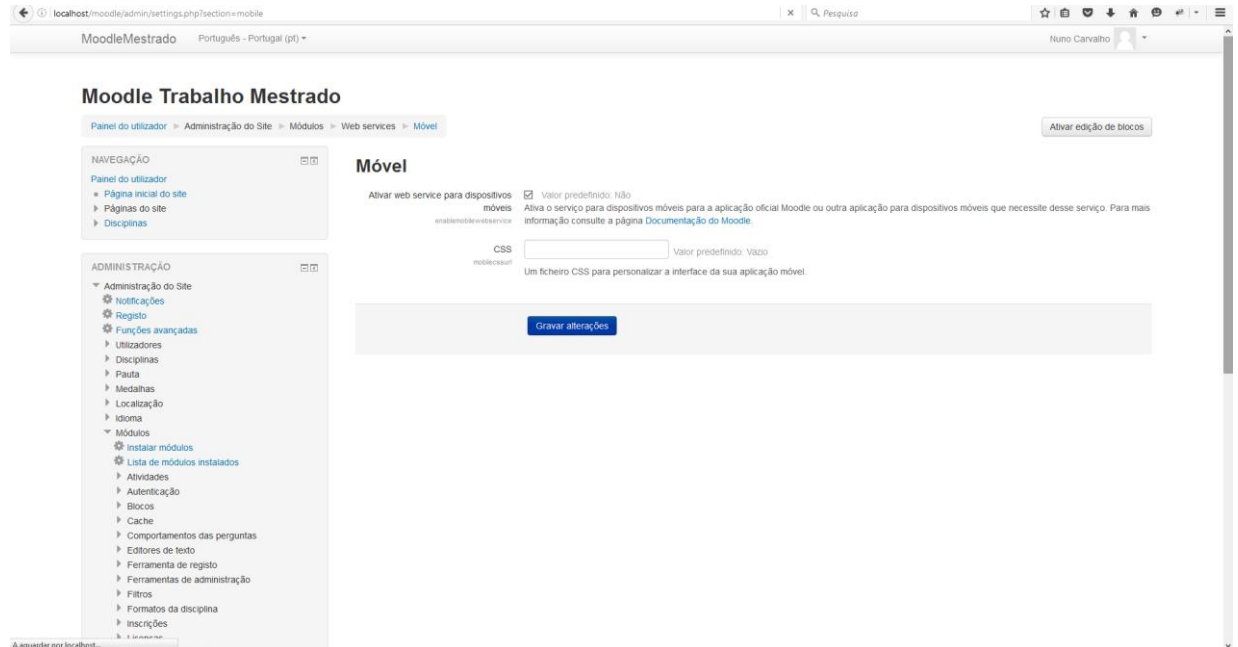 localhost/moodle/admin/settings.php?section=mobile
Pesquisa
MoodleMestrado Português - Portugal (pt)
Nuno Carvalho
Moodle Trabalho Mestrado
Painel do utilizador Administração do Site Módulos Web services Móvel
Ativar edição de blocos
NAVEGAÇÃO
Painel do utilizador
Página inicial do site
Páginas do site
Disciplinas
ADMINISTRAÇÃO
Administração do Site
Notificações
Registo
Funções avançadas
Utilizadores
Disciplinas
Pauta
Medalhas
Localização
Idioma
Módulos
Instalar módulos
Lista de módulos instalados
Atividades
Autenticação
Blocos
Cache
Comportamentos das perguntas
Editores de texto
Ferramenta de registo
Ferramentas de administração
Filtros
Formatos da disciplina
Inscrições
Licenças
Móvel
Ativar web service para dispositivos
móveis
enablemobilewebservice
Valor predefinido: Não
Ativa o serviço para dispositivos móveis para a aplicação oficial Moodle ou outra aplicação para dispositivos móveis que necessite desse serviço. Para mais
informação consulte a página Documentação do Moodle.
CSS
mobilecssurl
Valor predefinido: Vazio
Um ficheiro CSS para personalizar a interface da sua aplicação móvel.
Gravar alterações
A aguardar por localhost...